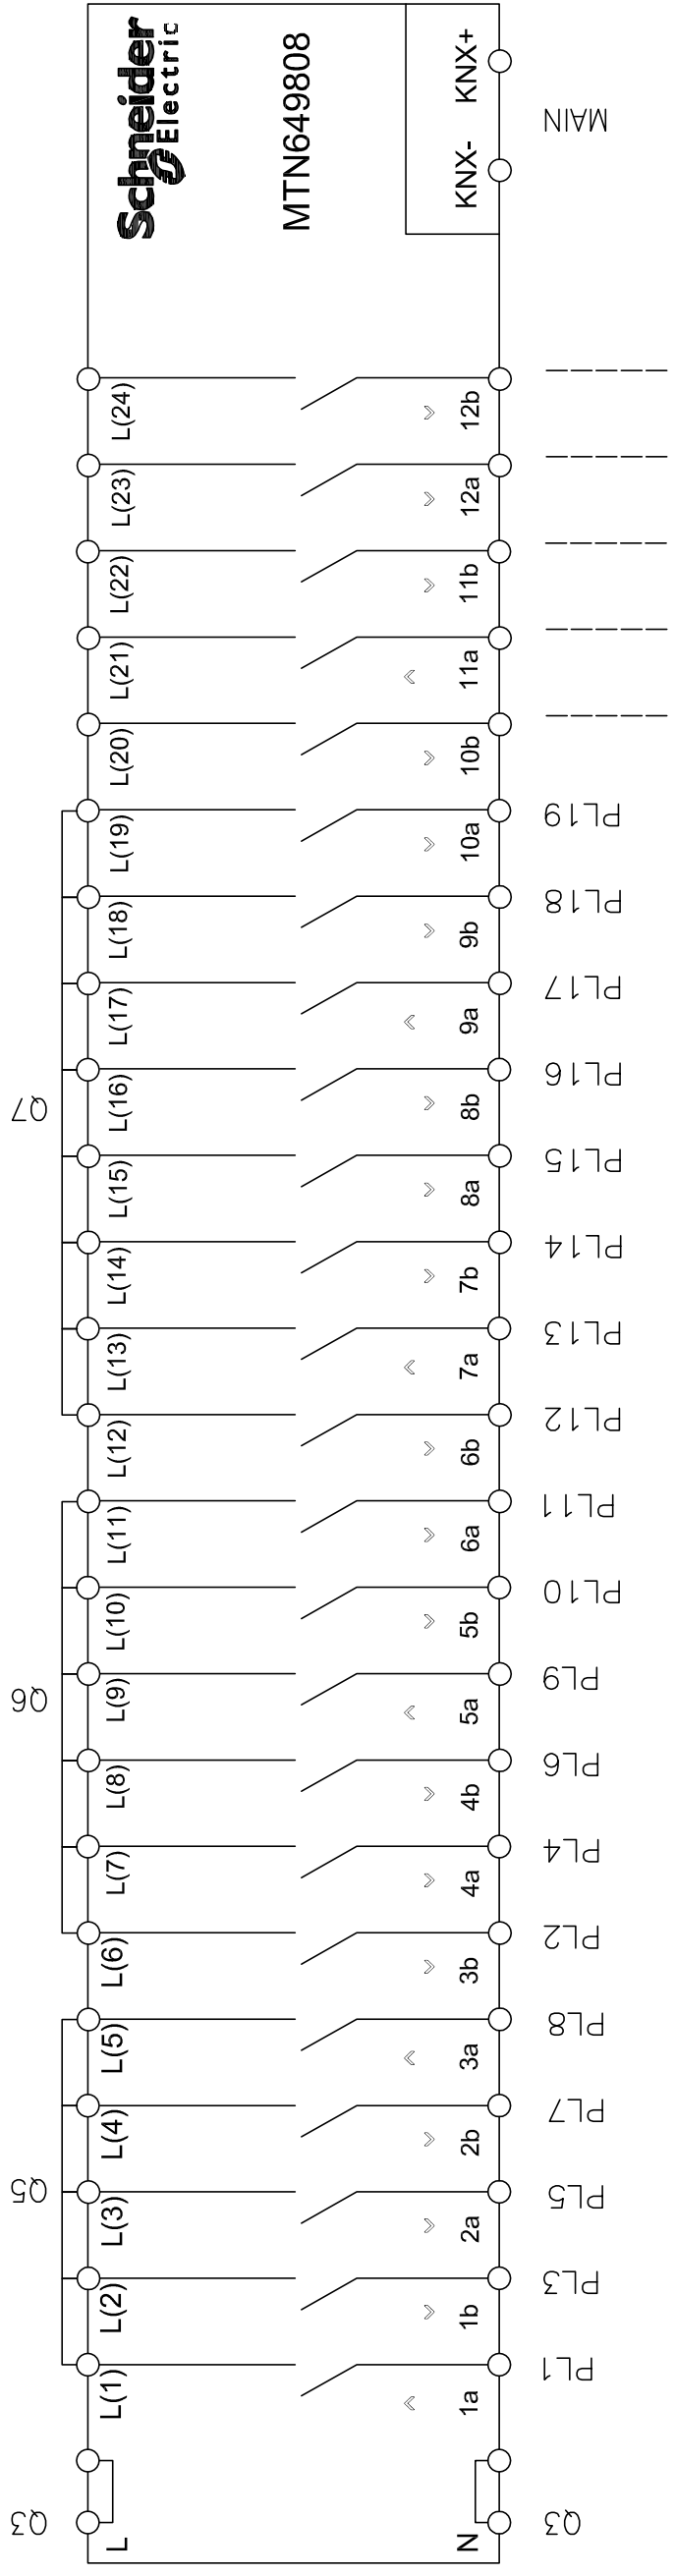 Schneider
Electric
MTN649808
KNX- KNX+
MAIN
L(24) 12b
L(23) 12a
L(22) 11b
L(21) 11a
L(20) 10b
L(19) 10a PL19
L(18) 9b PL18
L(17) 9a PL17
Q7
L(16) 8b PL16
L(15) 8a PL15
L(14) 7b PL14
L(13) 7a PL13
L(12) 6b PL12
L(11) 6a PL11
L(10) 5b PL10
Q6
L(9) 5a PL9
L(8) 4b PL6
L(7) 4a PL4
L(6) 3b PL2
L(5) 3a PL8
L(4) 2b PL7
Q5
L(3) 2a PL5
L(2) 1b PL3
L(1) 1a PL1
Q3 L N Q3